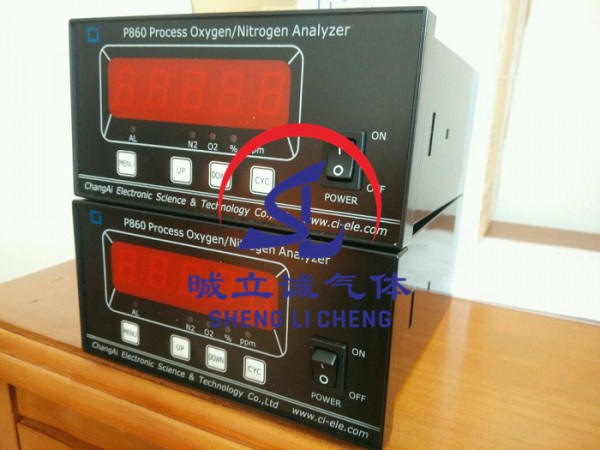 P860 Process Oxygen/Nitrogen Analyzer
AL N2 O2 % ppm
MENU UP DOWN CYC
ON
OFF
POWER
ChangAi Electronic Science & Technology Co.,Ltd
www.ci-ele.com
P860 Process Oxygen/Nitrogen Analyzer
晠立诚气体
SHENG LI CHENG
AL N2 O2 % ppm
MENU UP DOWN CYC
ON
OFF
POWER
ChangAi Electronic Science & Technology Co.,Ltd
www.ci-ele.com